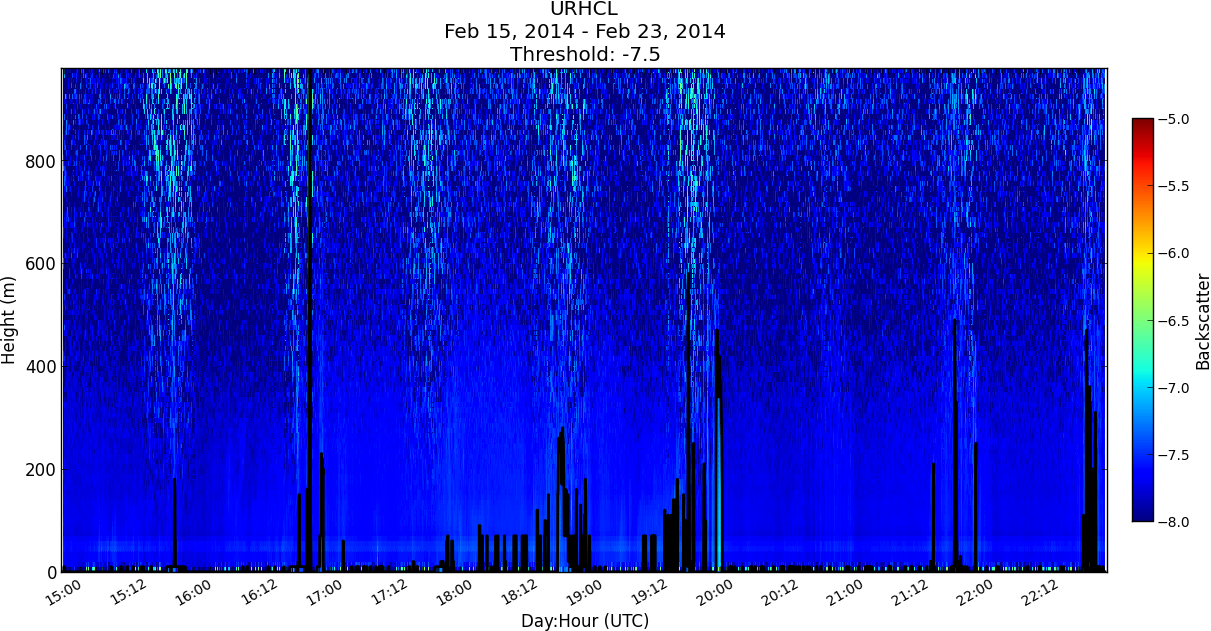 URHCL
Feb 15, 2014 - Feb 23, 2014
Threshold: -7.5
Height (m)
800
600
400
200
0
15:00 15:12 16:00 16:12 17:00 17:12 18:00 18:12 19:00 19:12 20:00 20:12 21:00 21:12 22:00 22:12
Day:Hour (UTC)
−5.0
−5.5
−6.0
−6.5
−7.0
−7.5
−8.0
Backscatter